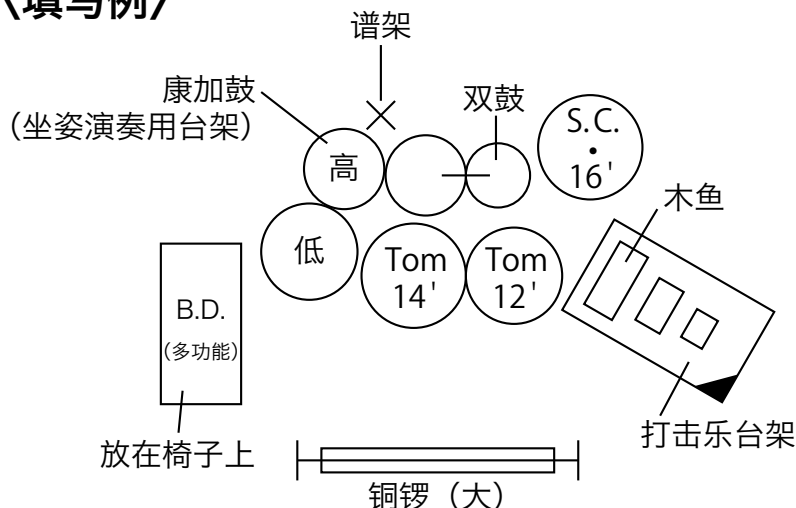 〈填写例〉
谱架
康加鼓
（坐姿演奏用台架）
双鼓
S.C.
・
16'
高
木鱼
低
Tom
14'
Tom
12'
B.D.
(多功能)
放在椅子上
打击乐台架
铜锣（大）